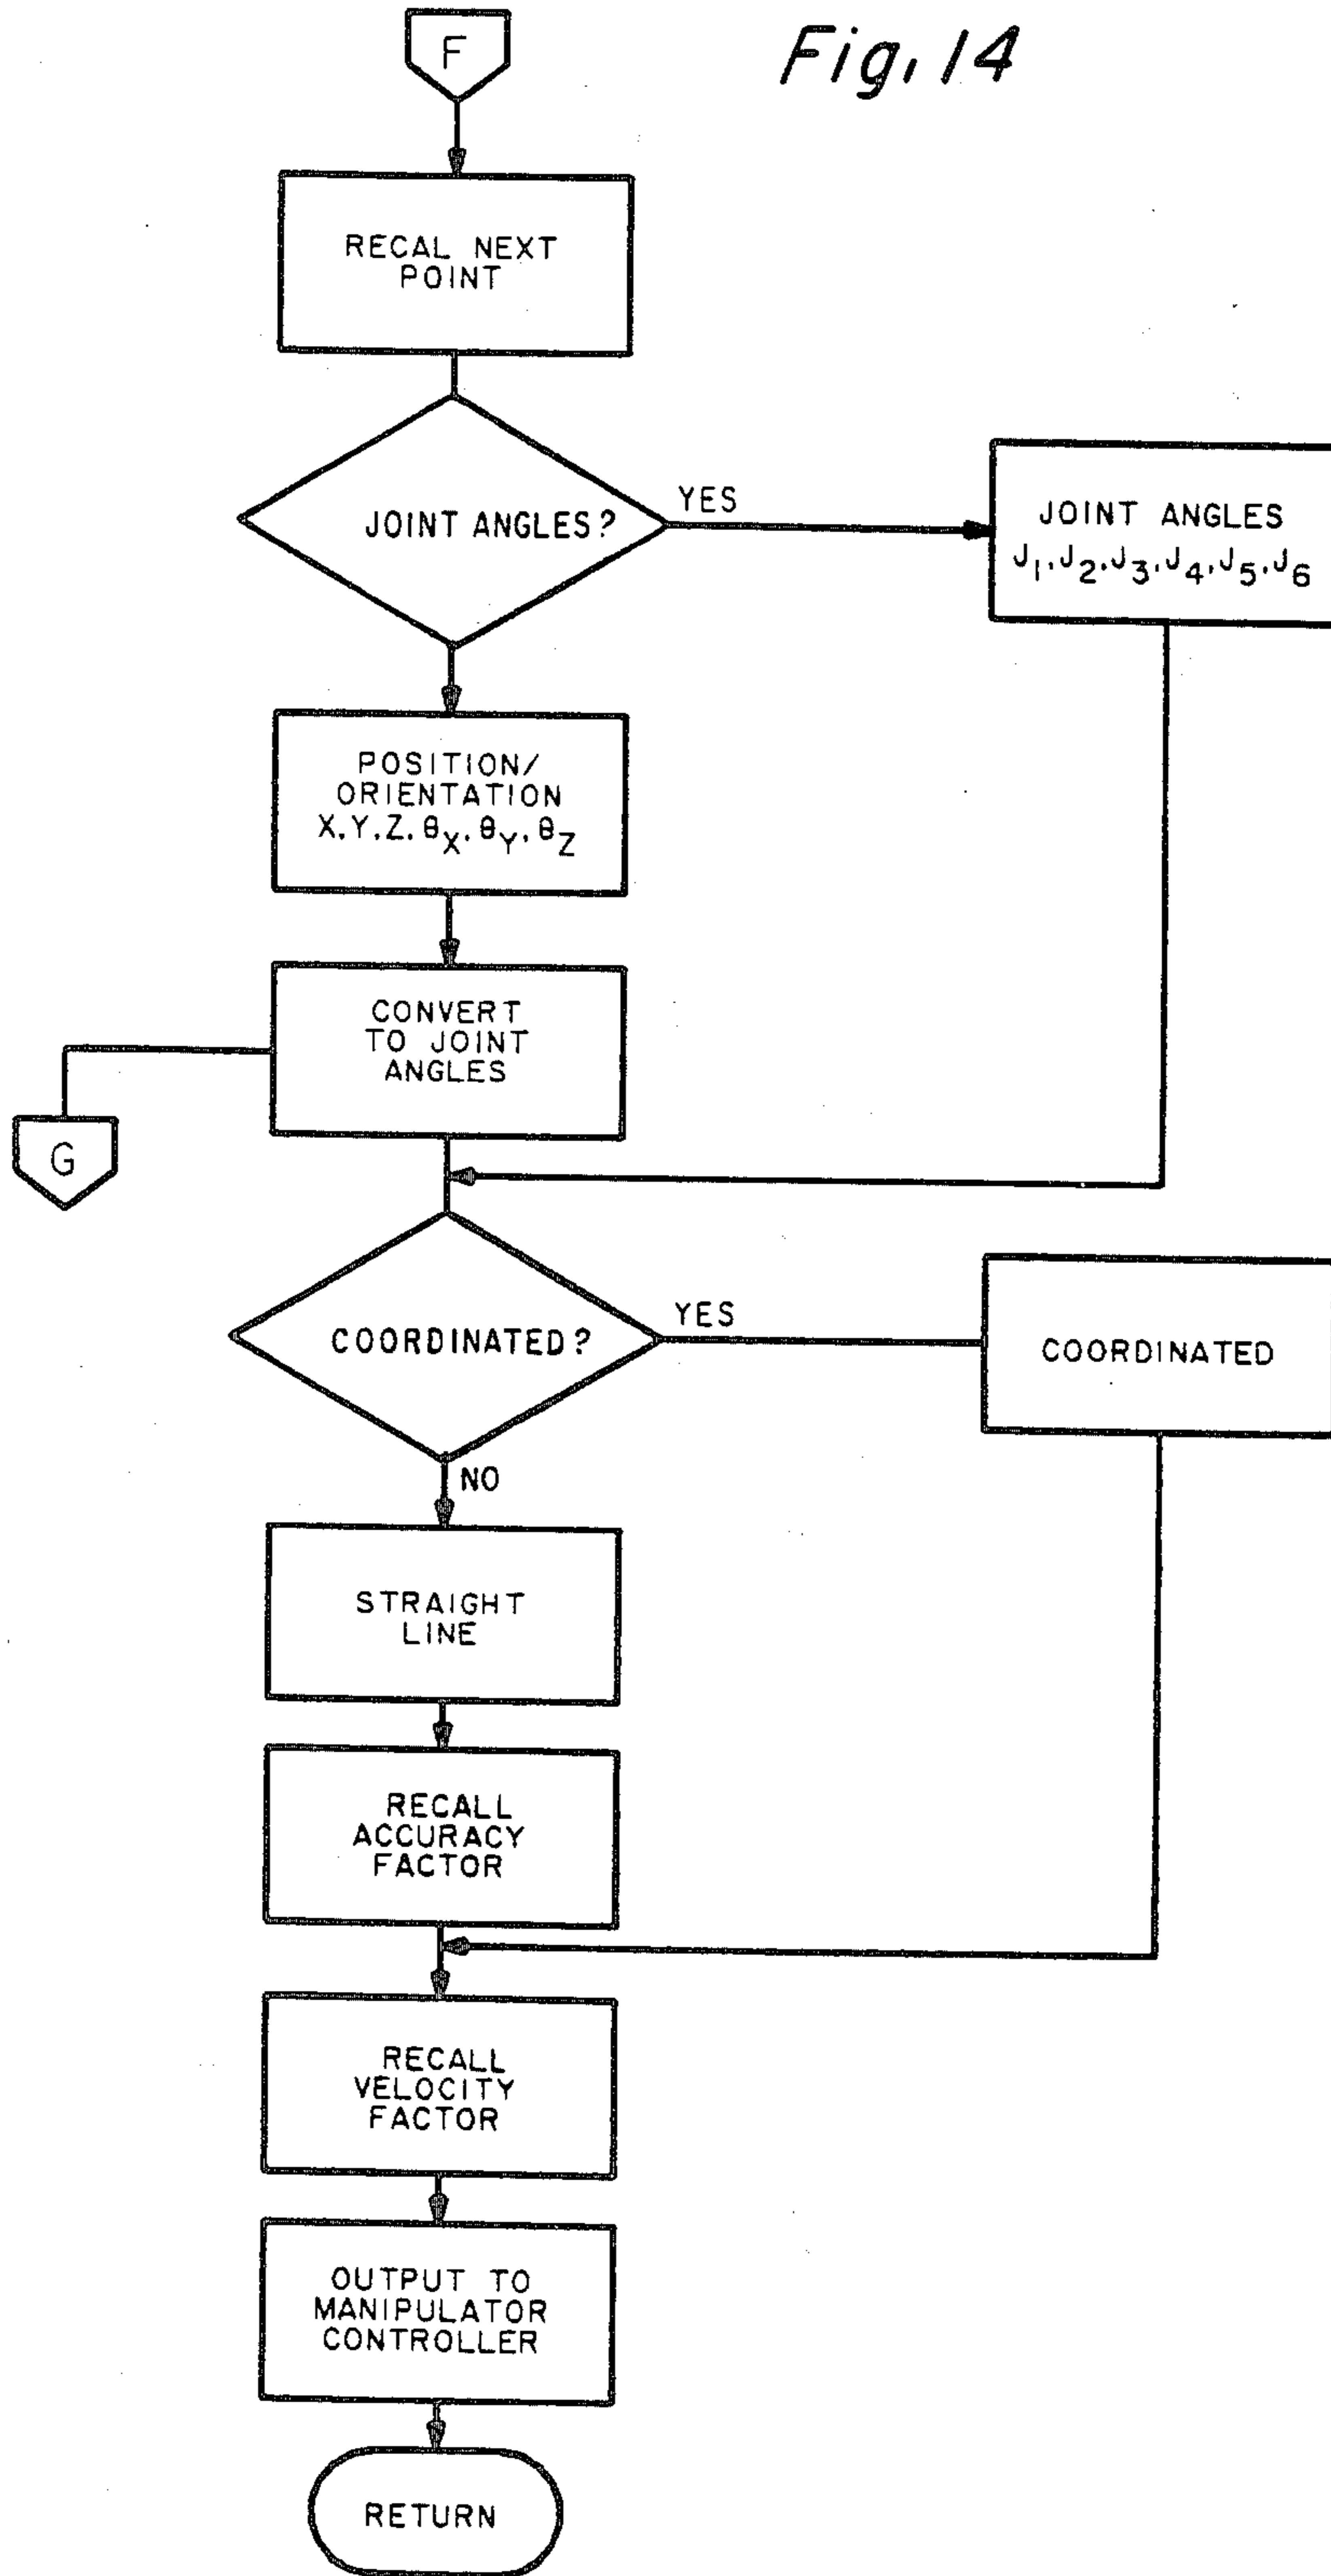 Fig. 14
F
RECAL NEXT
POINT
JOINT ANGLES?
YES
JOINT ANGLES
J1, J2, J3, J4, J5, J6
POSITION/
ORIENTATION
X, Y, Z, θX, θY, θZ
CONVERT
TO JOINT
ANGLES
G
COORDINATED?
YES
COORDINATED
NO
STRAIGHT
LINE
RECALL
ACCURACY
FACTOR
RECALL
VELOCITY
FACTOR
OUTPUT TO
MANIPULATOR
CONTROLLER
RETURN